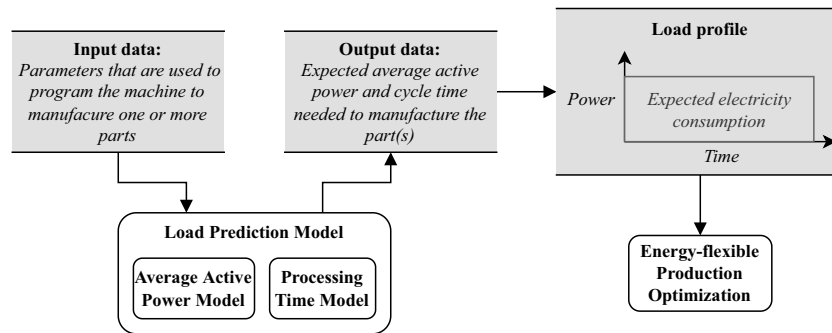 Input data:
Parameters that are used to
program the machine to
manufacure one or more
parts
Output data:
Expected average active
power and cycle time
needed to manufacture the
part(s)
Load profile
Power
Expected electricity
consumption
Time
Load Prediction Model
Average Active
Power Model
Processing
Time Model
Energy-flexible
Production
Optimization